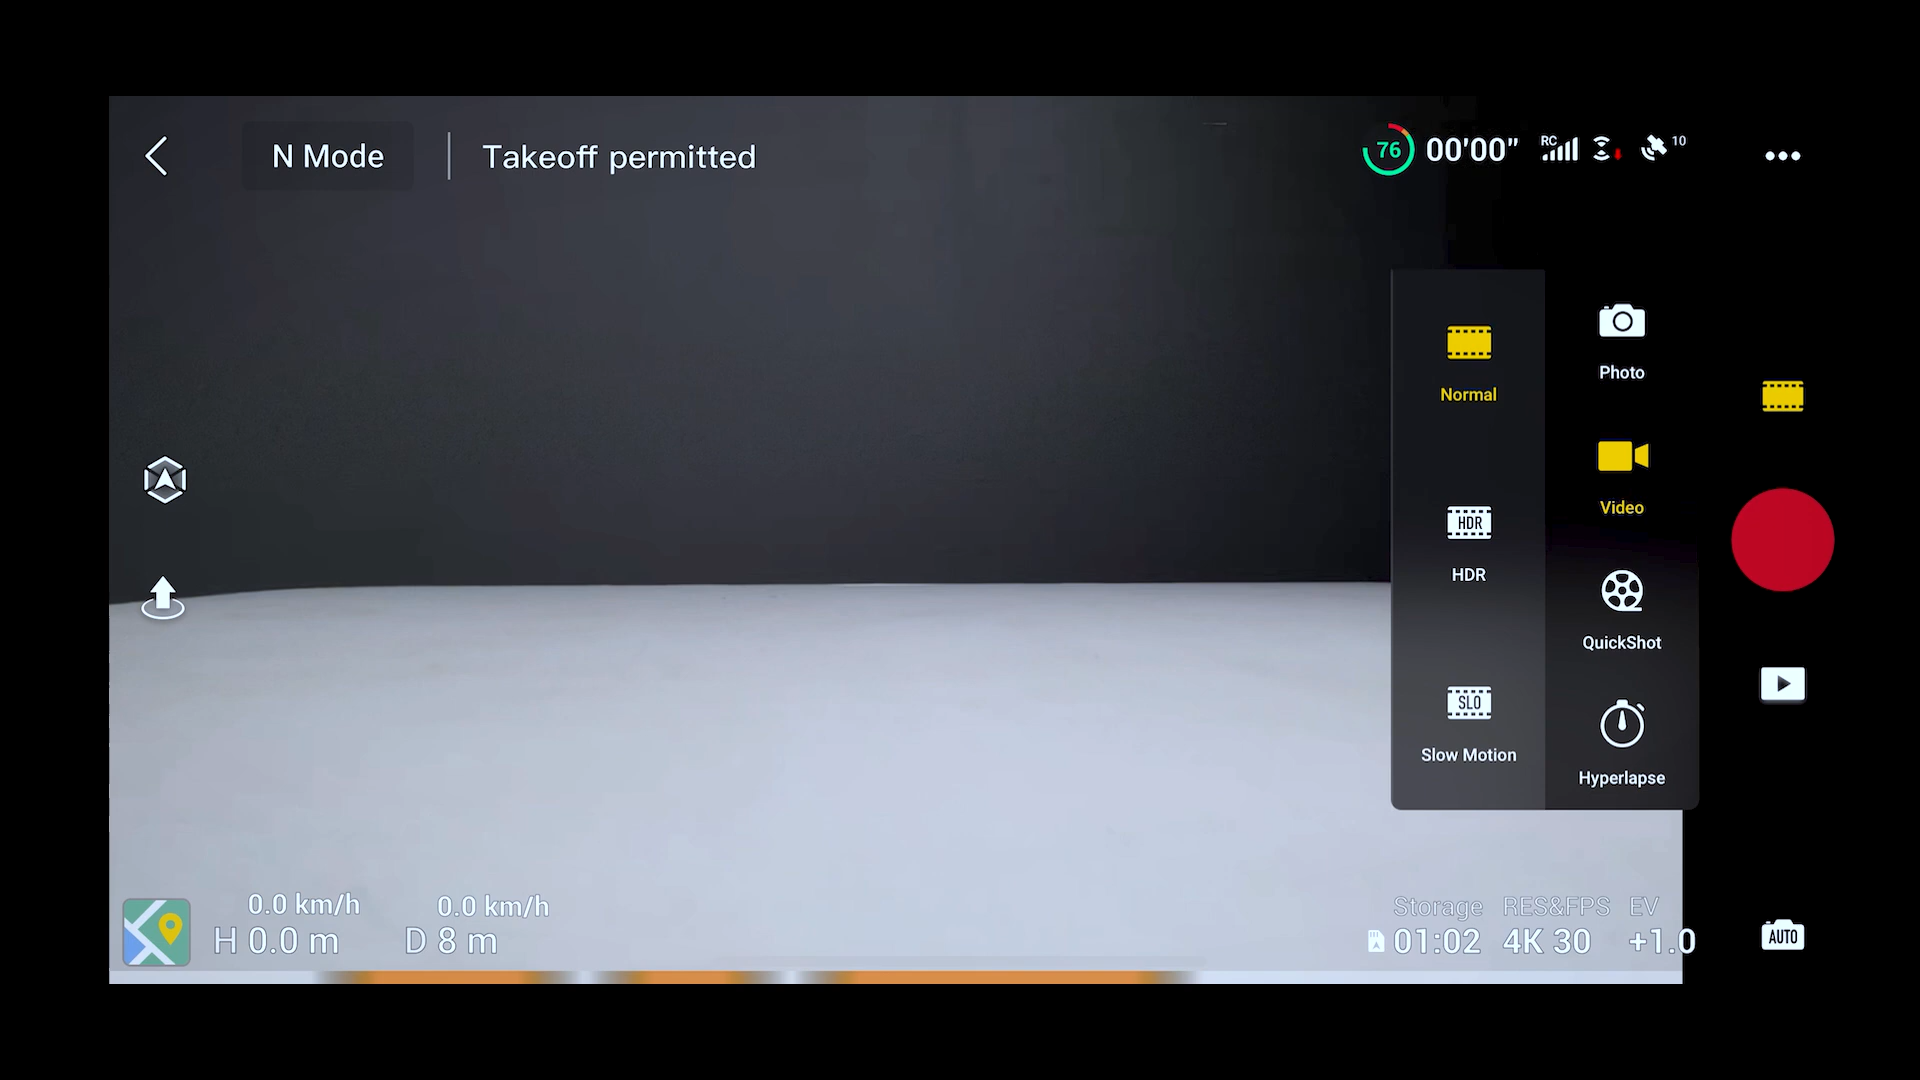 N Mode
Takeoff permitted
76
00'00"
RC
10
Normal
HDR
HDR
SLO
Slow Motion
Photo
Video
QuickShot
Hyperlapse
0.0 km/h
0.0 km/h
H 0.0 m
D 8 m
Storage RES&FPS EV
01:02 4K 30 +1.0
AUTO